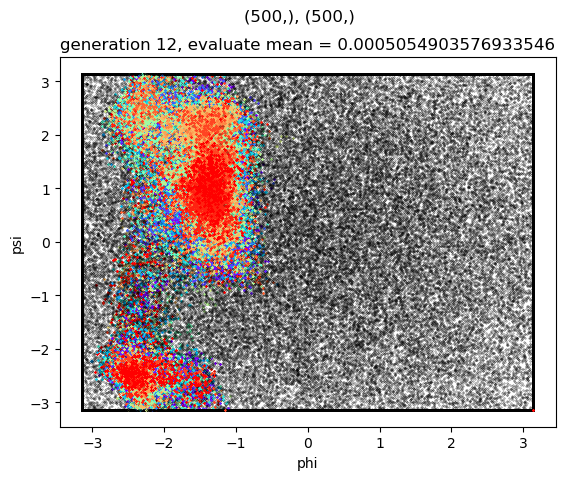 (500,), (500,)
generation 12, evaluate mean = 0.0005054903576933546
psi
3
2
1
0
−1
−2
−3
−3 −2 −1 0 1 2 3
phi